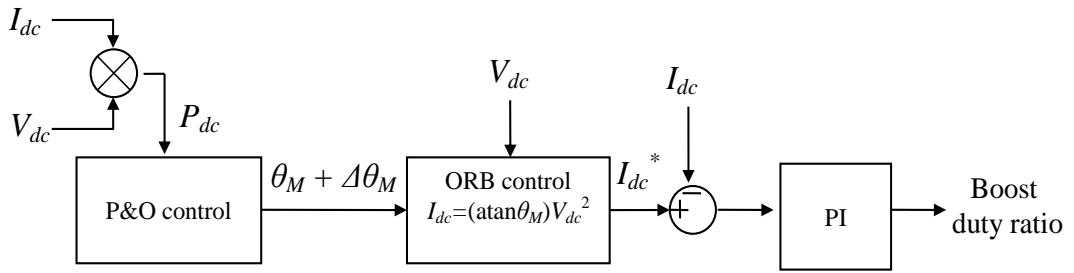 I_dc
V_dc
P_dc
P&O control
θ_M + Δθ_M
V_dc
ORB control
I_dc=(atanθ_M)V_dc^2
I_dc^*
I_dc
−
+
PI
Boost
duty ratio